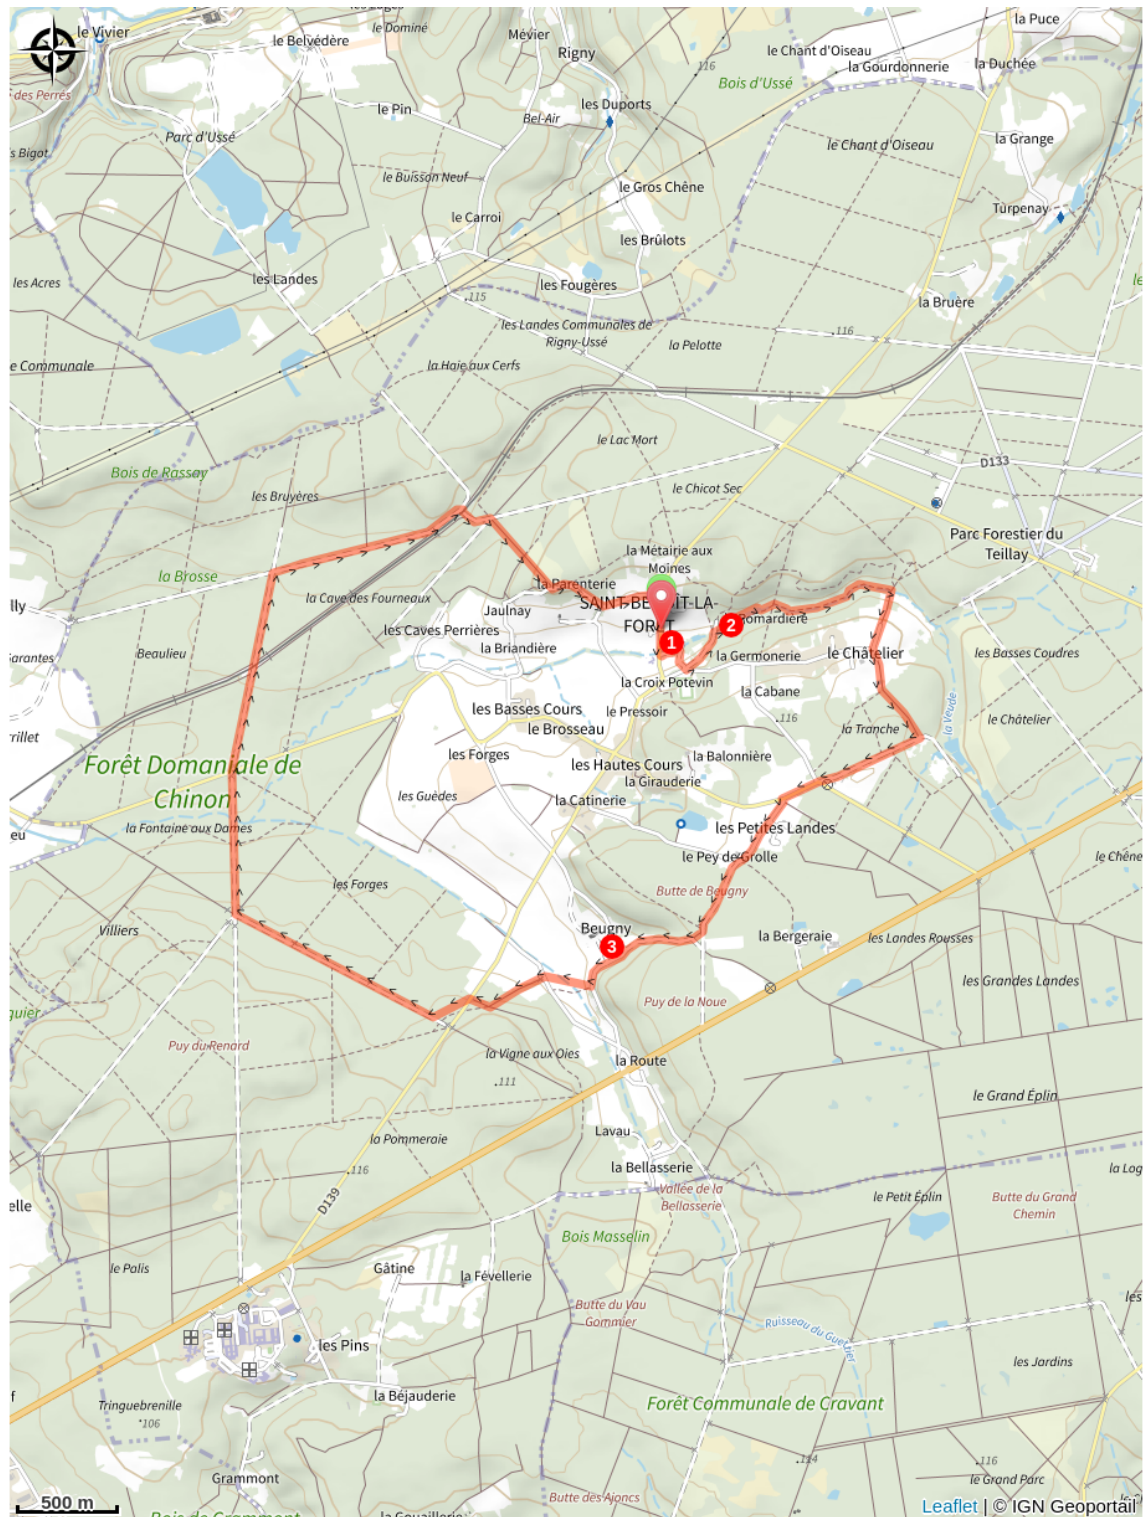 le Vivier
le Dominé
le Belvédère
Mévier
Rigny
la Puce
le Chant d'Oiseau
la Gourdonnerie
la Duchée
116
Bois d'Ussé
des Perrés
le Pin
les Duports
Bel-Air
Parc d'Ussé
la Grange
le Chant d'Oiseau
s Bigot
le Buisson Neuf
le Gros Chêne
le Carroi
Turpenay
les Brûlots
les Acres
les Landes
les Fougères
115
la Bruère
les Landes Communales de
Rigny-Ussé
116
la Pelotte
e Communale
la Haie aux Cerfs
le Lac Mort
D133
Bois de Rassay
les Bruyères
le Chicot Sec
Parc Forestier du
Teillay
la Métairie aux
Moines
la Brosse
la Parenterie
la Cave des Fourneaux
SAINT-BENOÎT-LA-
FORÊT
Jaulnay
lly
2
1
les Caves Perrières
la Briandière
la Germonerie
le Châtelier
Beaulieu
les Basses Coudres
la Croix Potevin
la Cabane
les Basses Cours
le Pressoir
116
la Veude
le Châtelier
la Tranche
le Brosseau
rillet
les Forges
la Balonnière
les Hautes Cours
Forêt Domaniale de
Chinon
la Girauderie
les Guèdes
la Catinerie
la Fontaine aux Dames
les Petites Landes
eu
le Pey de Grolle
le Chêne
les Forges
Butte de Beugny
Villiers
Beugny
3
la Bergeraie
les Landes Rousses
les Grandes Landes
Puy de la Noue
Puy du Renard
la Vigne aux Oies
la Route
111
le Grand Éplin
Lavau
la Pommeraie
la Bellasserie
116
la Log
D139
Vallée de la
Bellasserie
le Petit Éplin
Butte du Grand
Chemin
elle
Bois Masselin
le Palis
Gâtine
la Févellerie
Butte du Vau
Gommier
les
Ruisseau du Guettier
les Pins
les Jardins
la Béjauderie
Tringuebrenille
106
Forêt Communale de Cravant
114
116
Grammont
le Grand Parc
Butte des Ajoncs
500 m
Leaflet | © IGN Geoportail